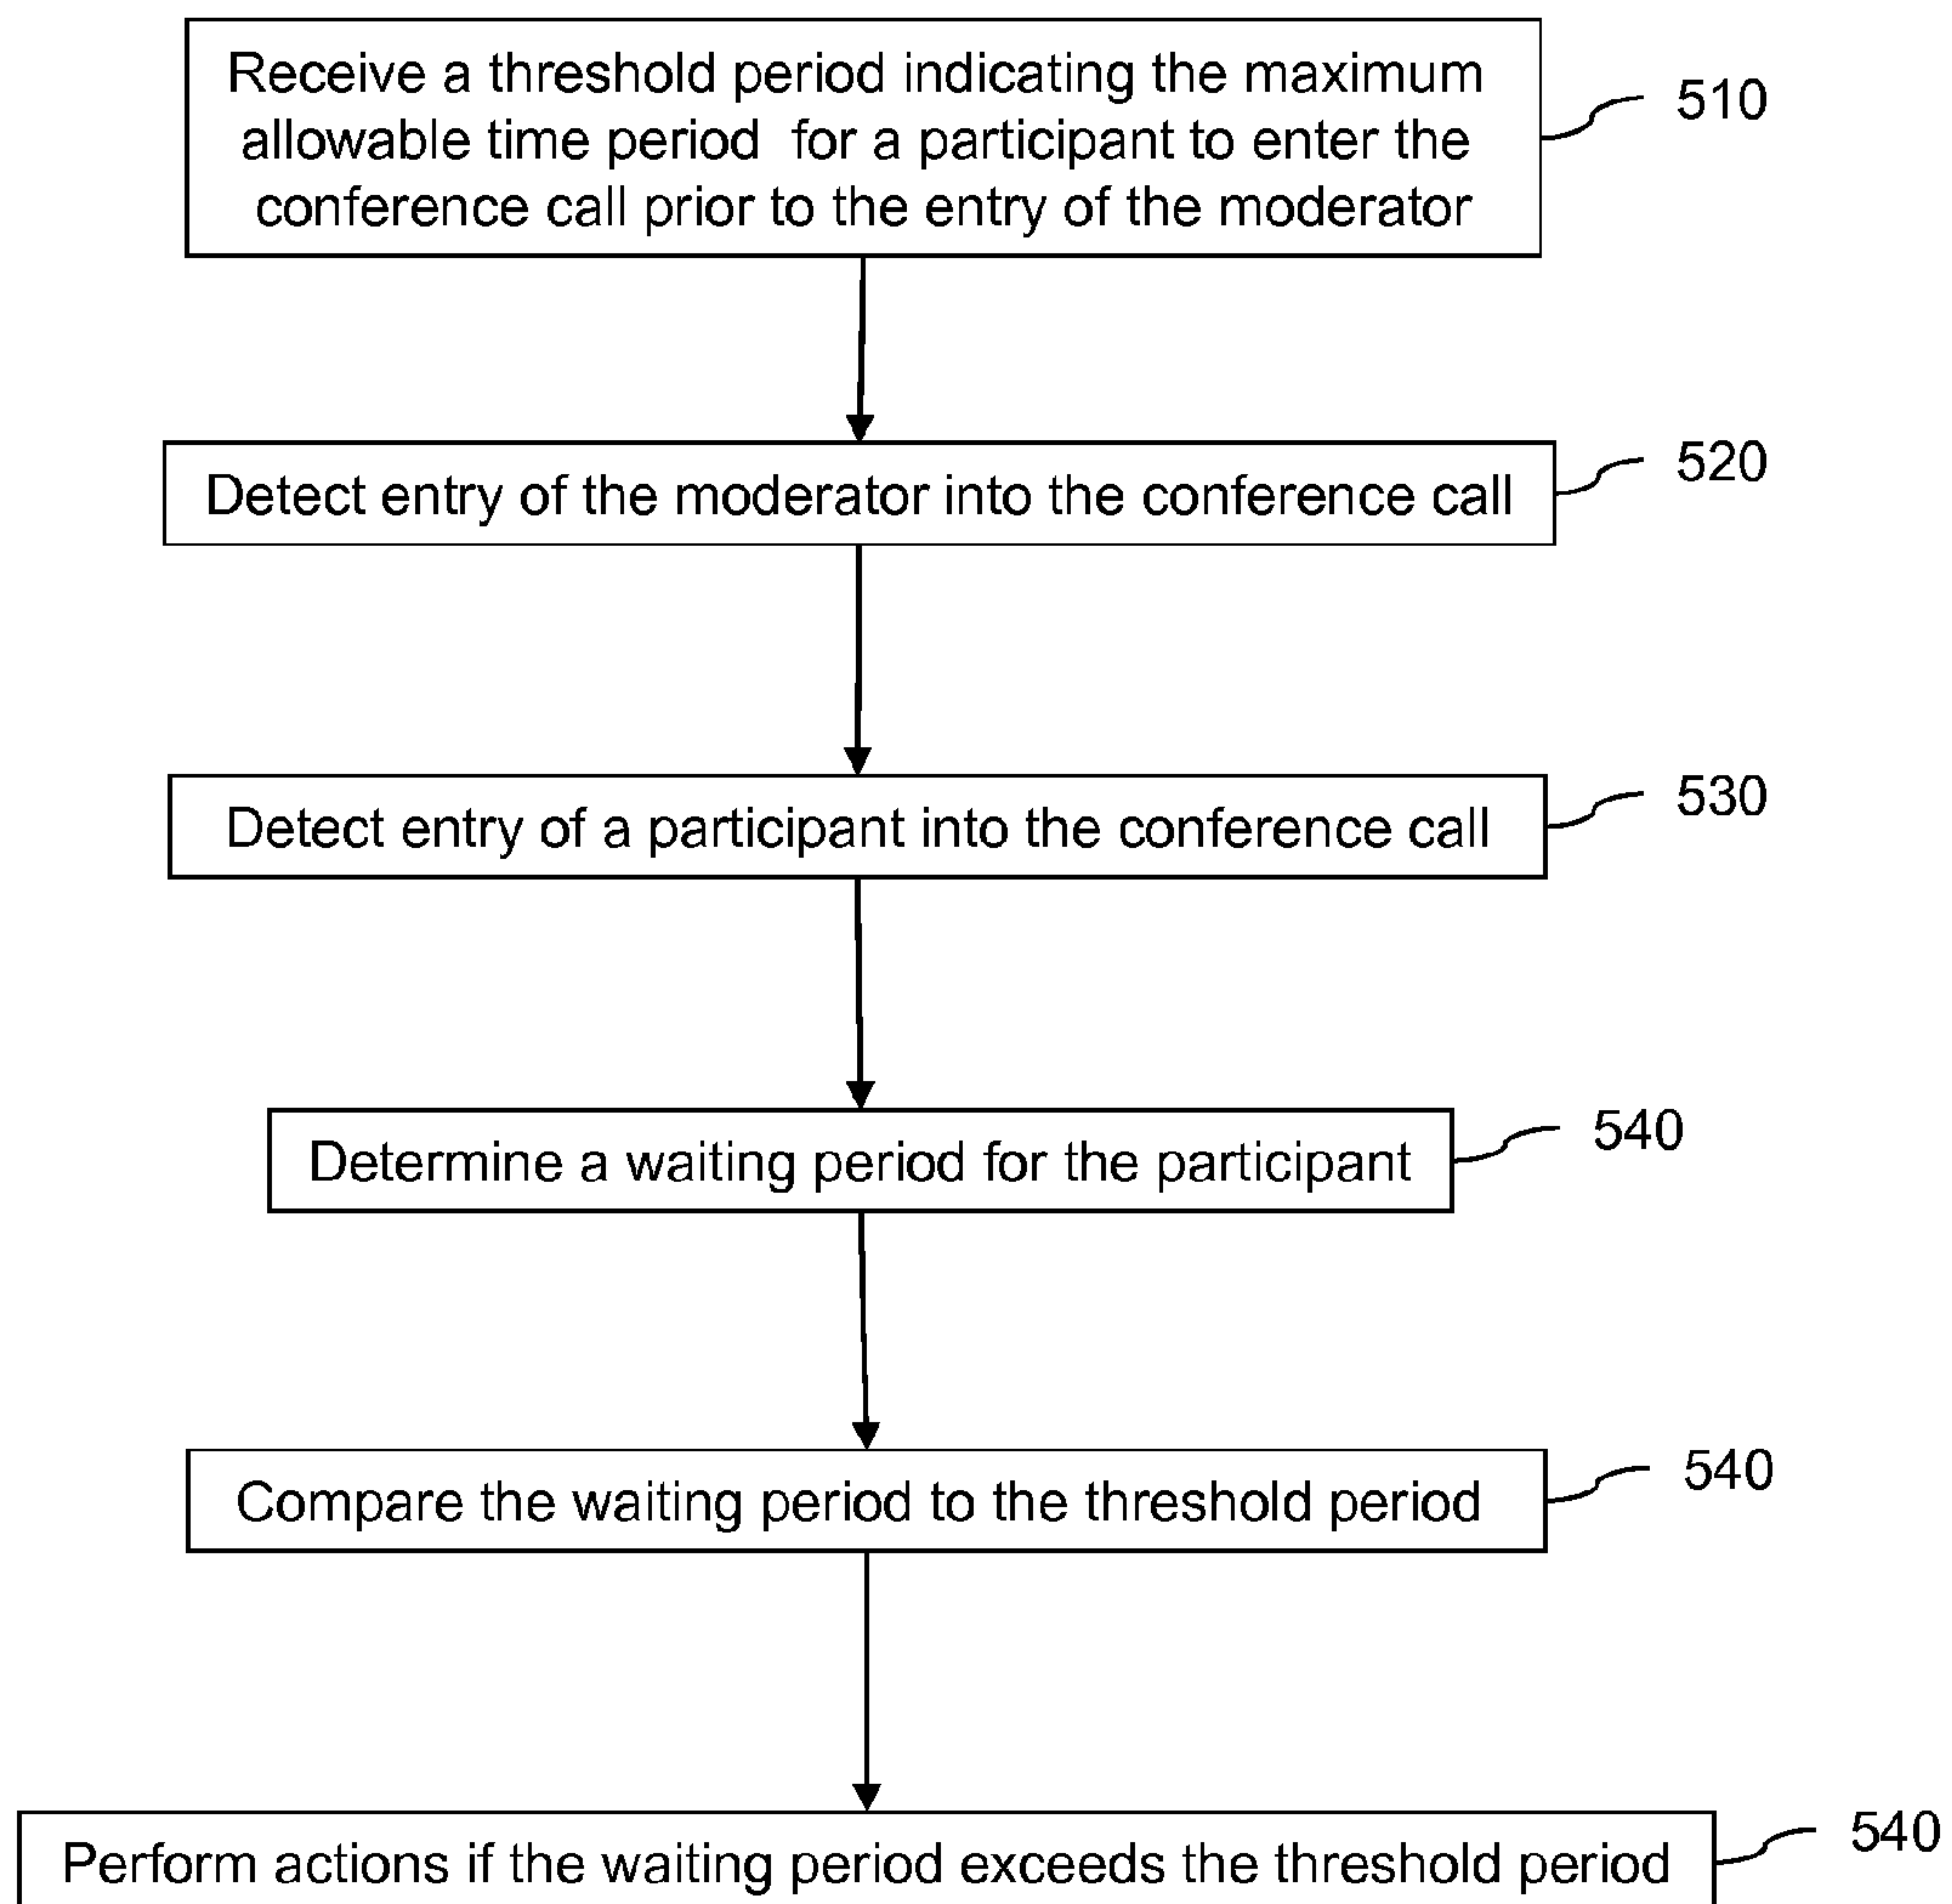 Receive a threshold period indicating the maximum
allowable time period for a participant to enter the
conference call prior to the entry of the moderator
510
Detect entry of the moderator into the conference call
520
Detect entry of a participant into the conference call
530
Determine a waiting period for the participant
540
Compare the waiting period to the threshold period
540
Perform actions if the waiting period exceeds the threshold period
540